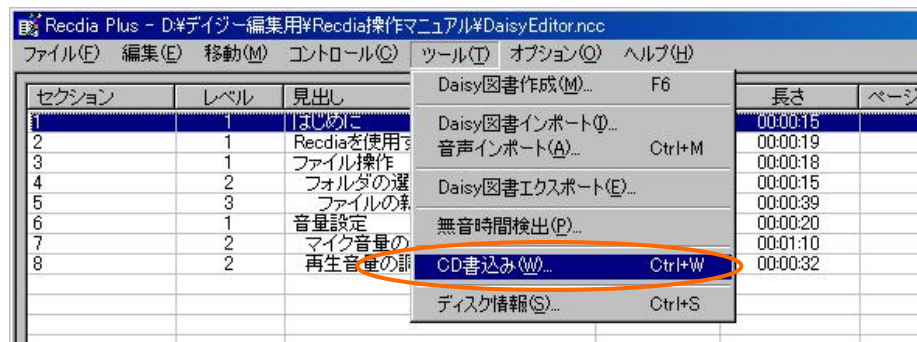 Recdia Plus - D:¥デイジー編集用¥Recdia操作マニュアル¥DaisyEditor.ncc
ファイル(F) 編集(E) 移動(M) コントロール(C) ツール(T) オプション(O) ヘルプ(H)
セクション レベル 見出し 長さ ページ
1 1 はじめに 00:00:15
2 1 Recdiaを使用す 00:00:19
3 1 ファイル操作 00:00:18
4 2 フォルダの選 00:00:15
5 3 ファイルの新 00:00:39
6 1 音量設定 00:00:20
7 2 マイク音量の 00:01:10
8 2 再生音量の調 00:00:32
Daisy図書作成(M)... F6
Daisy図書インポート(I)...
音声インポート(A)... Ctrl+M
Daisy図書エクスポート(E)...
無音時間検出(P)...
CD書込み(W)... Ctrl+W
ディスク情報(S)... Ctrl+S